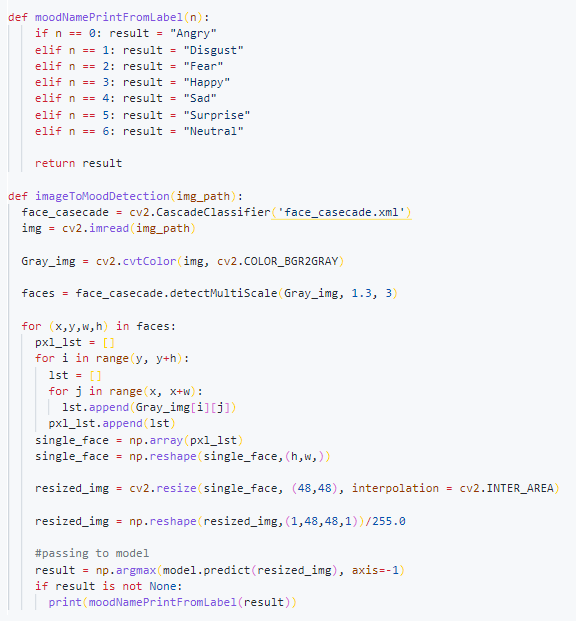 def moodNamePrintFromLabel(n):
    if n == 0: result = "Angry"
    elif n == 1: result = "Disgust"
    elif n == 2: result = "Fear"
    elif n == 3: result = "Happy"
    elif n == 4: result = "Sad"
    elif n == 5: result = "Surprise"
    elif n == 6: result = "Neutral"

    return result

def imageToMoodDetection(img_path):
  face_casecade = cv2.CascadeClassifier('face_casecade.xml')
  img = cv2.imread(img_path)

  Gray_img = cv2.cvtColor(img, cv2.COLOR_BGR2GRAY)

  faces = face_casecade.detectMultiScale(Gray_img, 1.3, 3)

  for (x,y,w,h) in faces:
    pxl_lst = []
    for i in range(y, y+h):
      lst = []
      for j in range(x, x+w):
        lst.append(Gray_img[i][j])
      pxl_lst.append(lst)
    single_face = np.array(pxl_lst)
    single_face = np.reshape(single_face,(h,w,))

    resized_img = cv2.resize(single_face, (48,48), interpolation = cv2.INTER_AREA)

    resized_img = np.reshape(resized_img,(1,48,48,1))/255.0

    #passing to model
    result = np.argmax(model.predict(resized_img), axis=-1)
    if result is not None:
      print(moodNamePrintFromLabel(result))